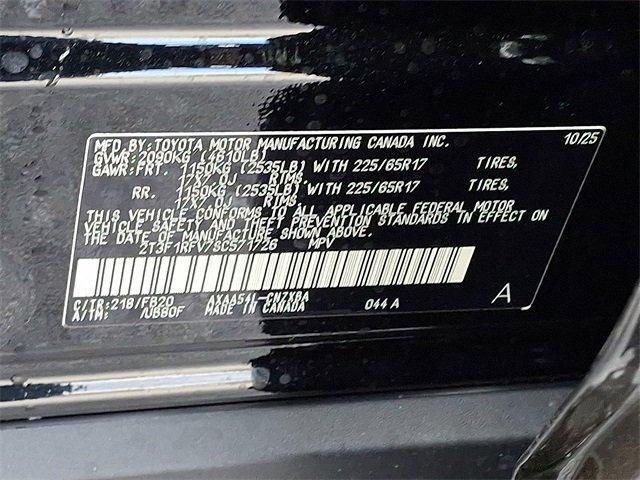 MFD.BY:TOYOTA MOTOR MANUFACTURING CANADA INC. 10/25
GVWR:2090KG (4610LB)
GAWR:FRT. 1150KG (2535LB) WITH 225/65R17 TIRES,
17X7.0J RIMS.
RR. 1150KG (2535LB) WITH 225/65R17 TIRES,
17X7.0J RIMS.
THIS VEHICLE CONFORMS TO ALL APPLICABLE FEDERAL MOTOR
VEHICLE SAFETY AND THEFT PREVENTION STANDARDS IN EFFECT ON
THE DATE OF MANUFACTURE SHOWN ABOVE.
2T3F1RFV7SC571726 MPV
C/TR:218/FB20 AXAA54L-CNZXBA 044 A A
A/TM: /UB80F MADE IN CANADA